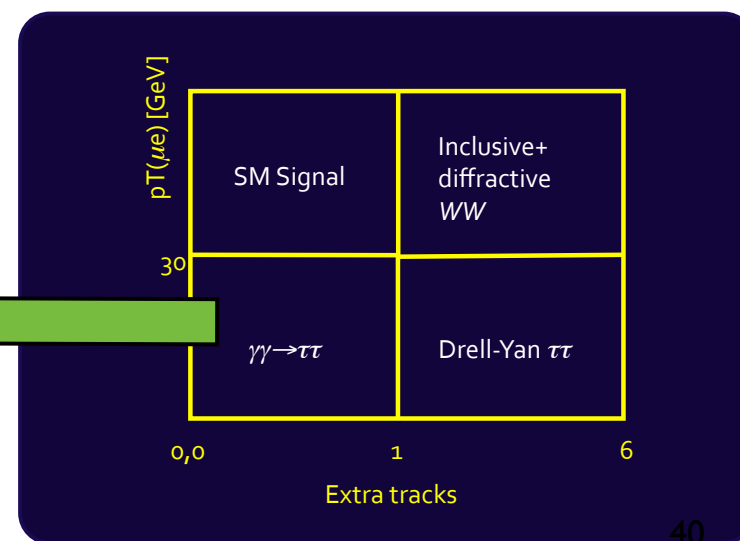 pT(μe) [GeV]
SM Signal
Inclusive+
diffractive
WW
30
γγ→ττ
Drell-Yan ττ
0,0
1
6
Extra tracks
40